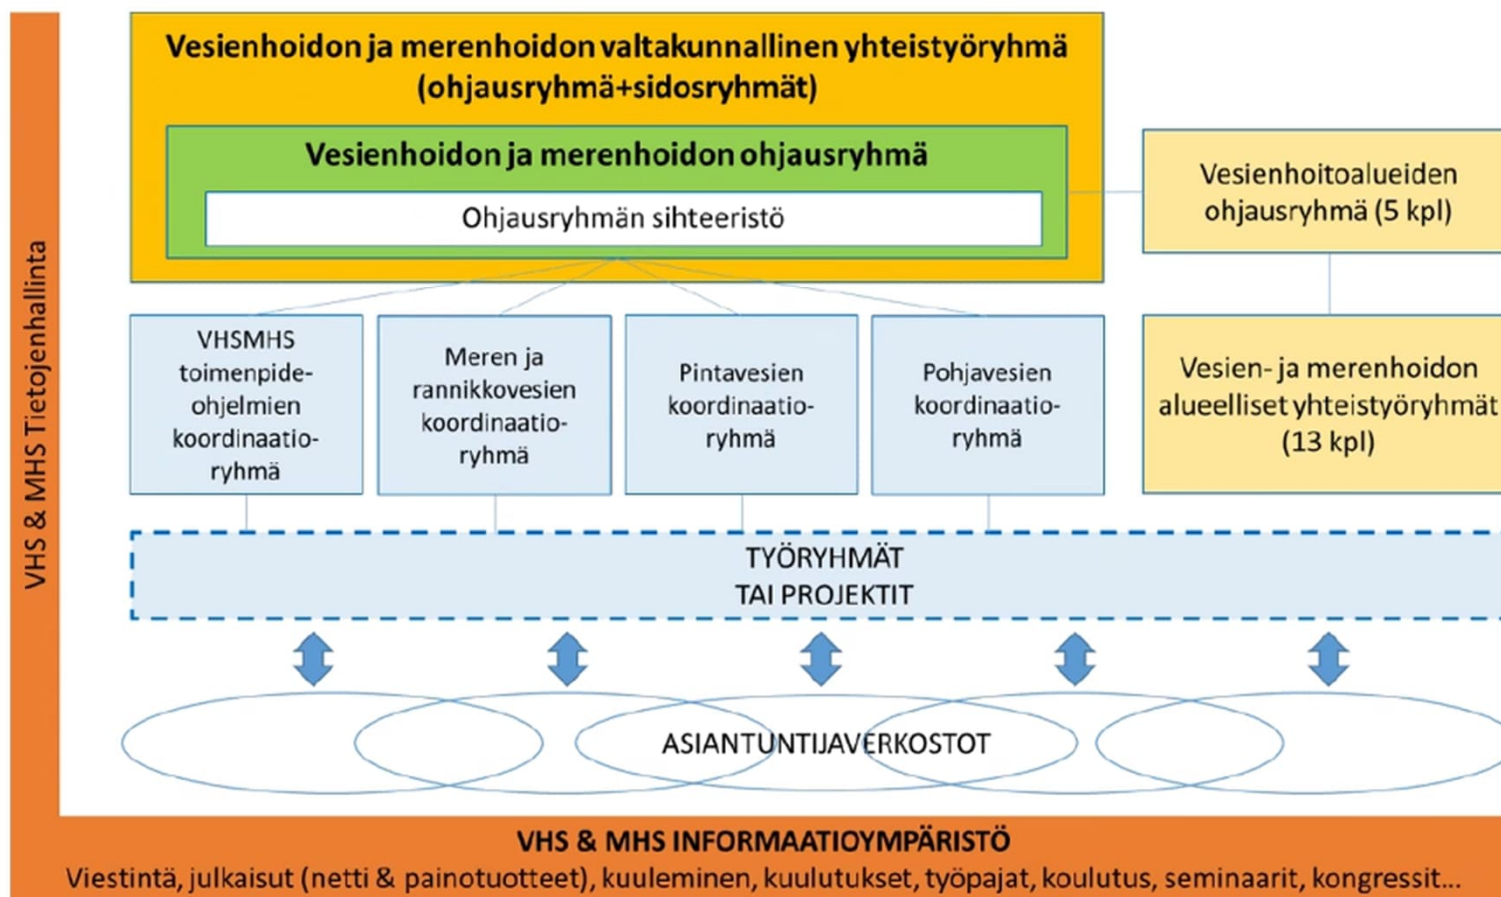 VHS & MHS Tietojenhallinta
Vesienhoidon ja merenhoidon valtakunnallinen yhteistyöryhmä
(ohjausryhmä+sidosryhmät)
Vesienhoidon ja merenhoidon ohjausryhmä
Ohjausryhmän sihteeristö
Vesienhoitoalueiden
ohjausryhmä (5 kpl)
VHSMHS
toimenpide-
ohjelmien
koordinaatio-
ryhmä
Meren ja
rannikkovesien
koordinaatio-
ryhmä
Pintavesien
koordinaatio-
ryhmä
Pohjavesien
koordinaatio-
ryhmä
Vesien- ja merenhoidon
alueelliset yhteistyöryhmät
(13 kpl)
TYÖRYHMÄT
TAI PROJEKTIT
ASIANTUNTIJAVERKOSTOT
VHS & MHS INFORMAATIOYMPÄRISTÖ
Viestintä, julkaisut (netti & painotuotteet), kuuleminen, kuulutukset, työpajat, koulutus, seminaarit, kongressit...